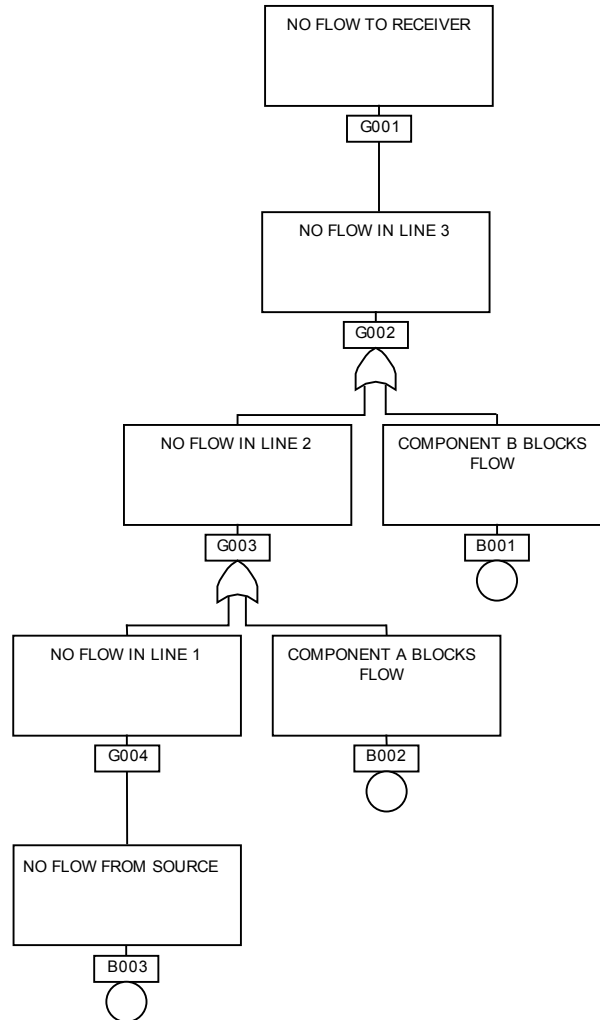 NO FLOW TO RECEIVER
G001
NO FLOW IN LINE 3
G002
NO FLOW IN LINE 2
COMPONENT B BLOCKS
FLOW
G003
B001
NO FLOW IN LINE 1
COMPONENT A BLOCKS
FLOW
G004
B002
NO FLOW FROM SOURCE
B003